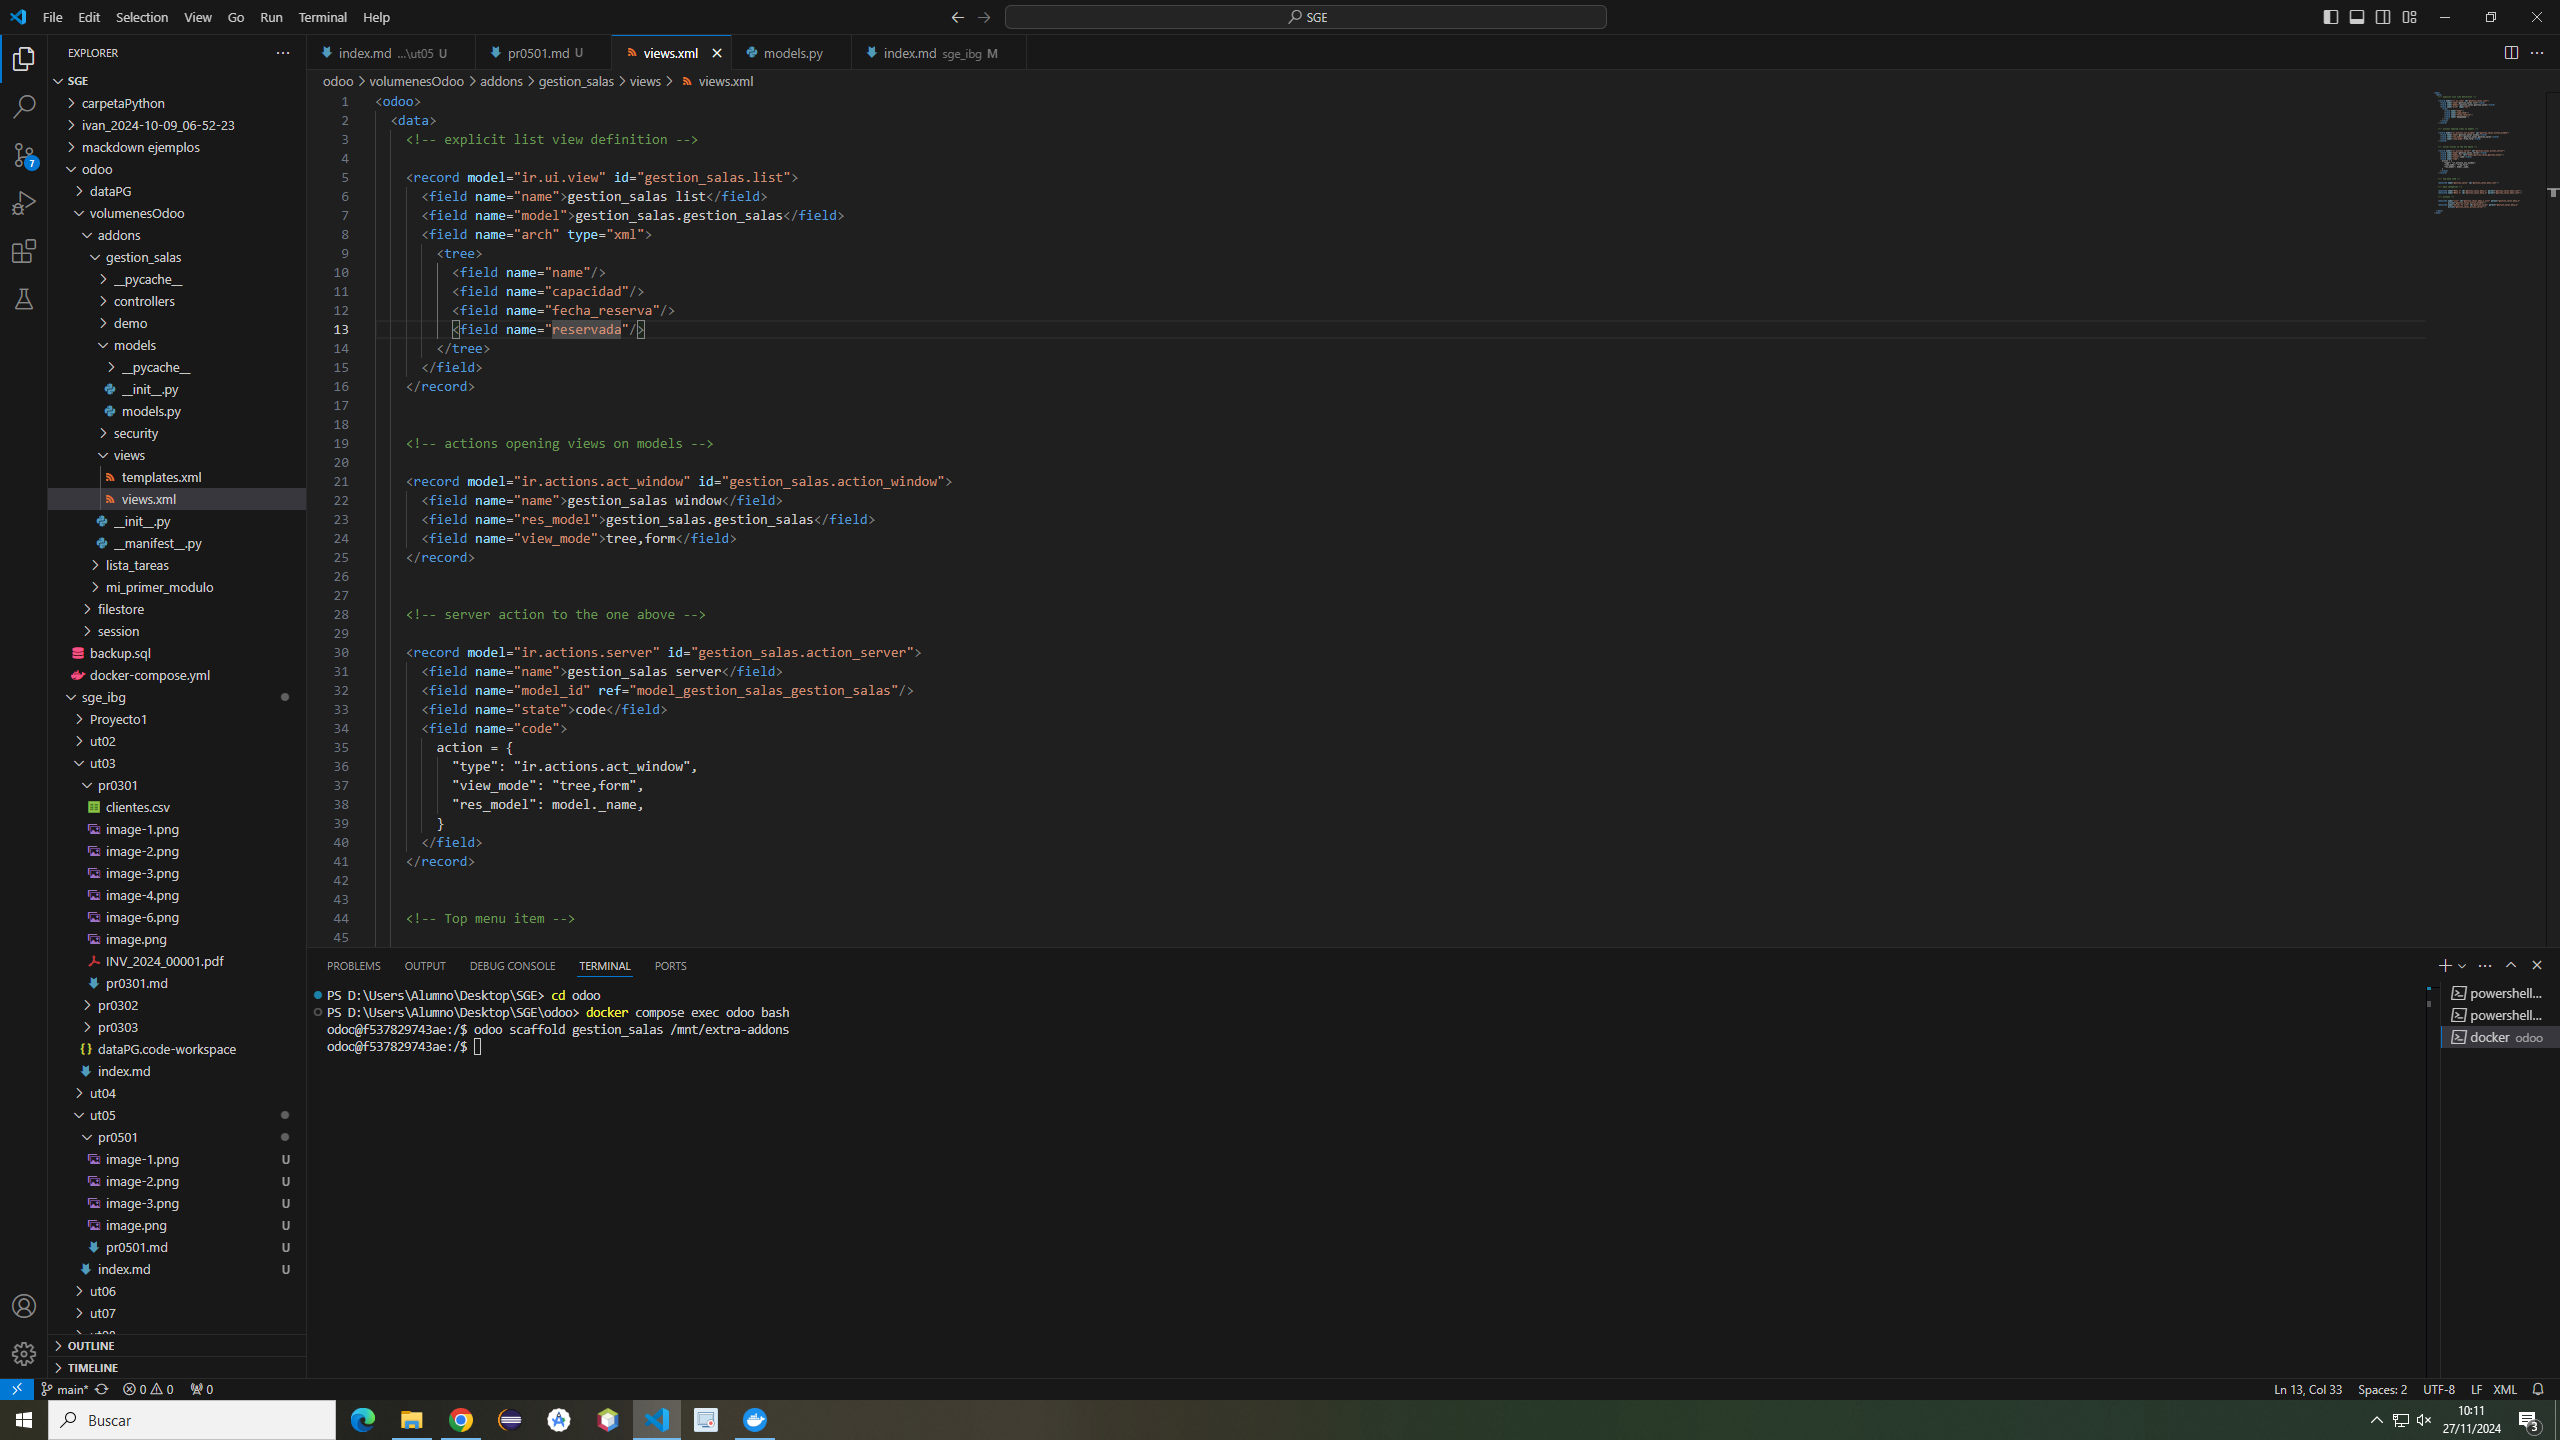 File Edit Selection View Go Run Terminal Help
SGE
EXPLORER
SGE
carpetaPython
ivan_2024-10-09_06-52-23
mackdown ejemplos
odoo
dataPG
volumenesOdoo
addons
gestion_salas
__pycache__
controllers
demo
models
__pycache__
__init__.py
models.py
security
views
templates.xml
views.xml
__init__.py
__manifest__.py
lista_tareas
mi_primer_modulo
filestore
session
backup.sql
docker-compose.yml
sge_ibg
Proyecto1
ut02
ut03
pr0301
clientes.csv
image-1.png
image-2.png
image-3.png
image-4.png
image-6.png
image.png
INV_2024_00001.pdf
pr0301.md
pr0302
pr0303
dataPG.code-workspace
index.md
ut04
ut05
pr0501
image-1.png U
image-2.png U
image-3.png U
image.png U
pr0501.md U
index.md U
ut06
ut07
OUTLINE
TIMELINE
index.md ...\ut05 U pr0501.md U views.xml models.py index.md sge_ibg M
odoo > volumenesOdoo > addons > gestion_salas > views > views.xml
1 <odoo>
2 <data>
3 <!-- explicit list view definition -->
4
5 <record model="ir.ui.view" id="gestion_salas.list">
6 <field name="name">gestion_salas list</field>
7 <field name="model">gestion_salas.gestion_salas</field>
8 <field name="arch" type="xml">
9 <tree>
10 <field name="name"/>
11 <field name="capacidad"/>
12 <field name="fecha_reserva"/>
13 <field name="reservada"/>
14 </tree>
15 </field>
16 </record>
17
18
19 <!-- actions opening views on models -->
20
21 <record model="ir.actions.act_window" id="gestion_salas.action_window">
22 <field name="name">gestion_salas window</field>
23 <field name="res_model">gestion_salas.gestion_salas</field>
24 <field name="view_mode">tree,form</field>
25 </record>
26
27
28 <!-- server action to the one above -->
29
30 <record model="ir.actions.server" id="gestion_salas.action_server">
31 <field name="name">gestion_salas server</field>
32 <field name="model_id" ref="model_gestion_salas_gestion_salas"/>
33 <field name="state">code</field>
34 <field name="code">
35 action = {
36 "type": "ir.actions.act_window",
37 "view_mode": "tree,form",
38 "res_model": model._name,
39 }
40 </field>
41 </record>
42
43
44 <!-- Top menu item -->
45
PROBLEMS OUTPUT DEBUG CONSOLE TERMINAL PORTS
PS D:\Users\Alumno\Desktop\SGE> cd odoo
PS D:\Users\Alumno\Desktop\SGE\odoo> docker compose exec odoo bash
odoo@f537829743ae:/$ odoo scaffold gestion_salas /mnt/extra-addons
odoo@f537829743ae:/$
powershell...
powershell...
docker odoo
7
main* 0 0 0
Ln 13, Col 33 Spaces: 2 UTF-8 LF XML
Buscar
10:11
27/11/2024
3